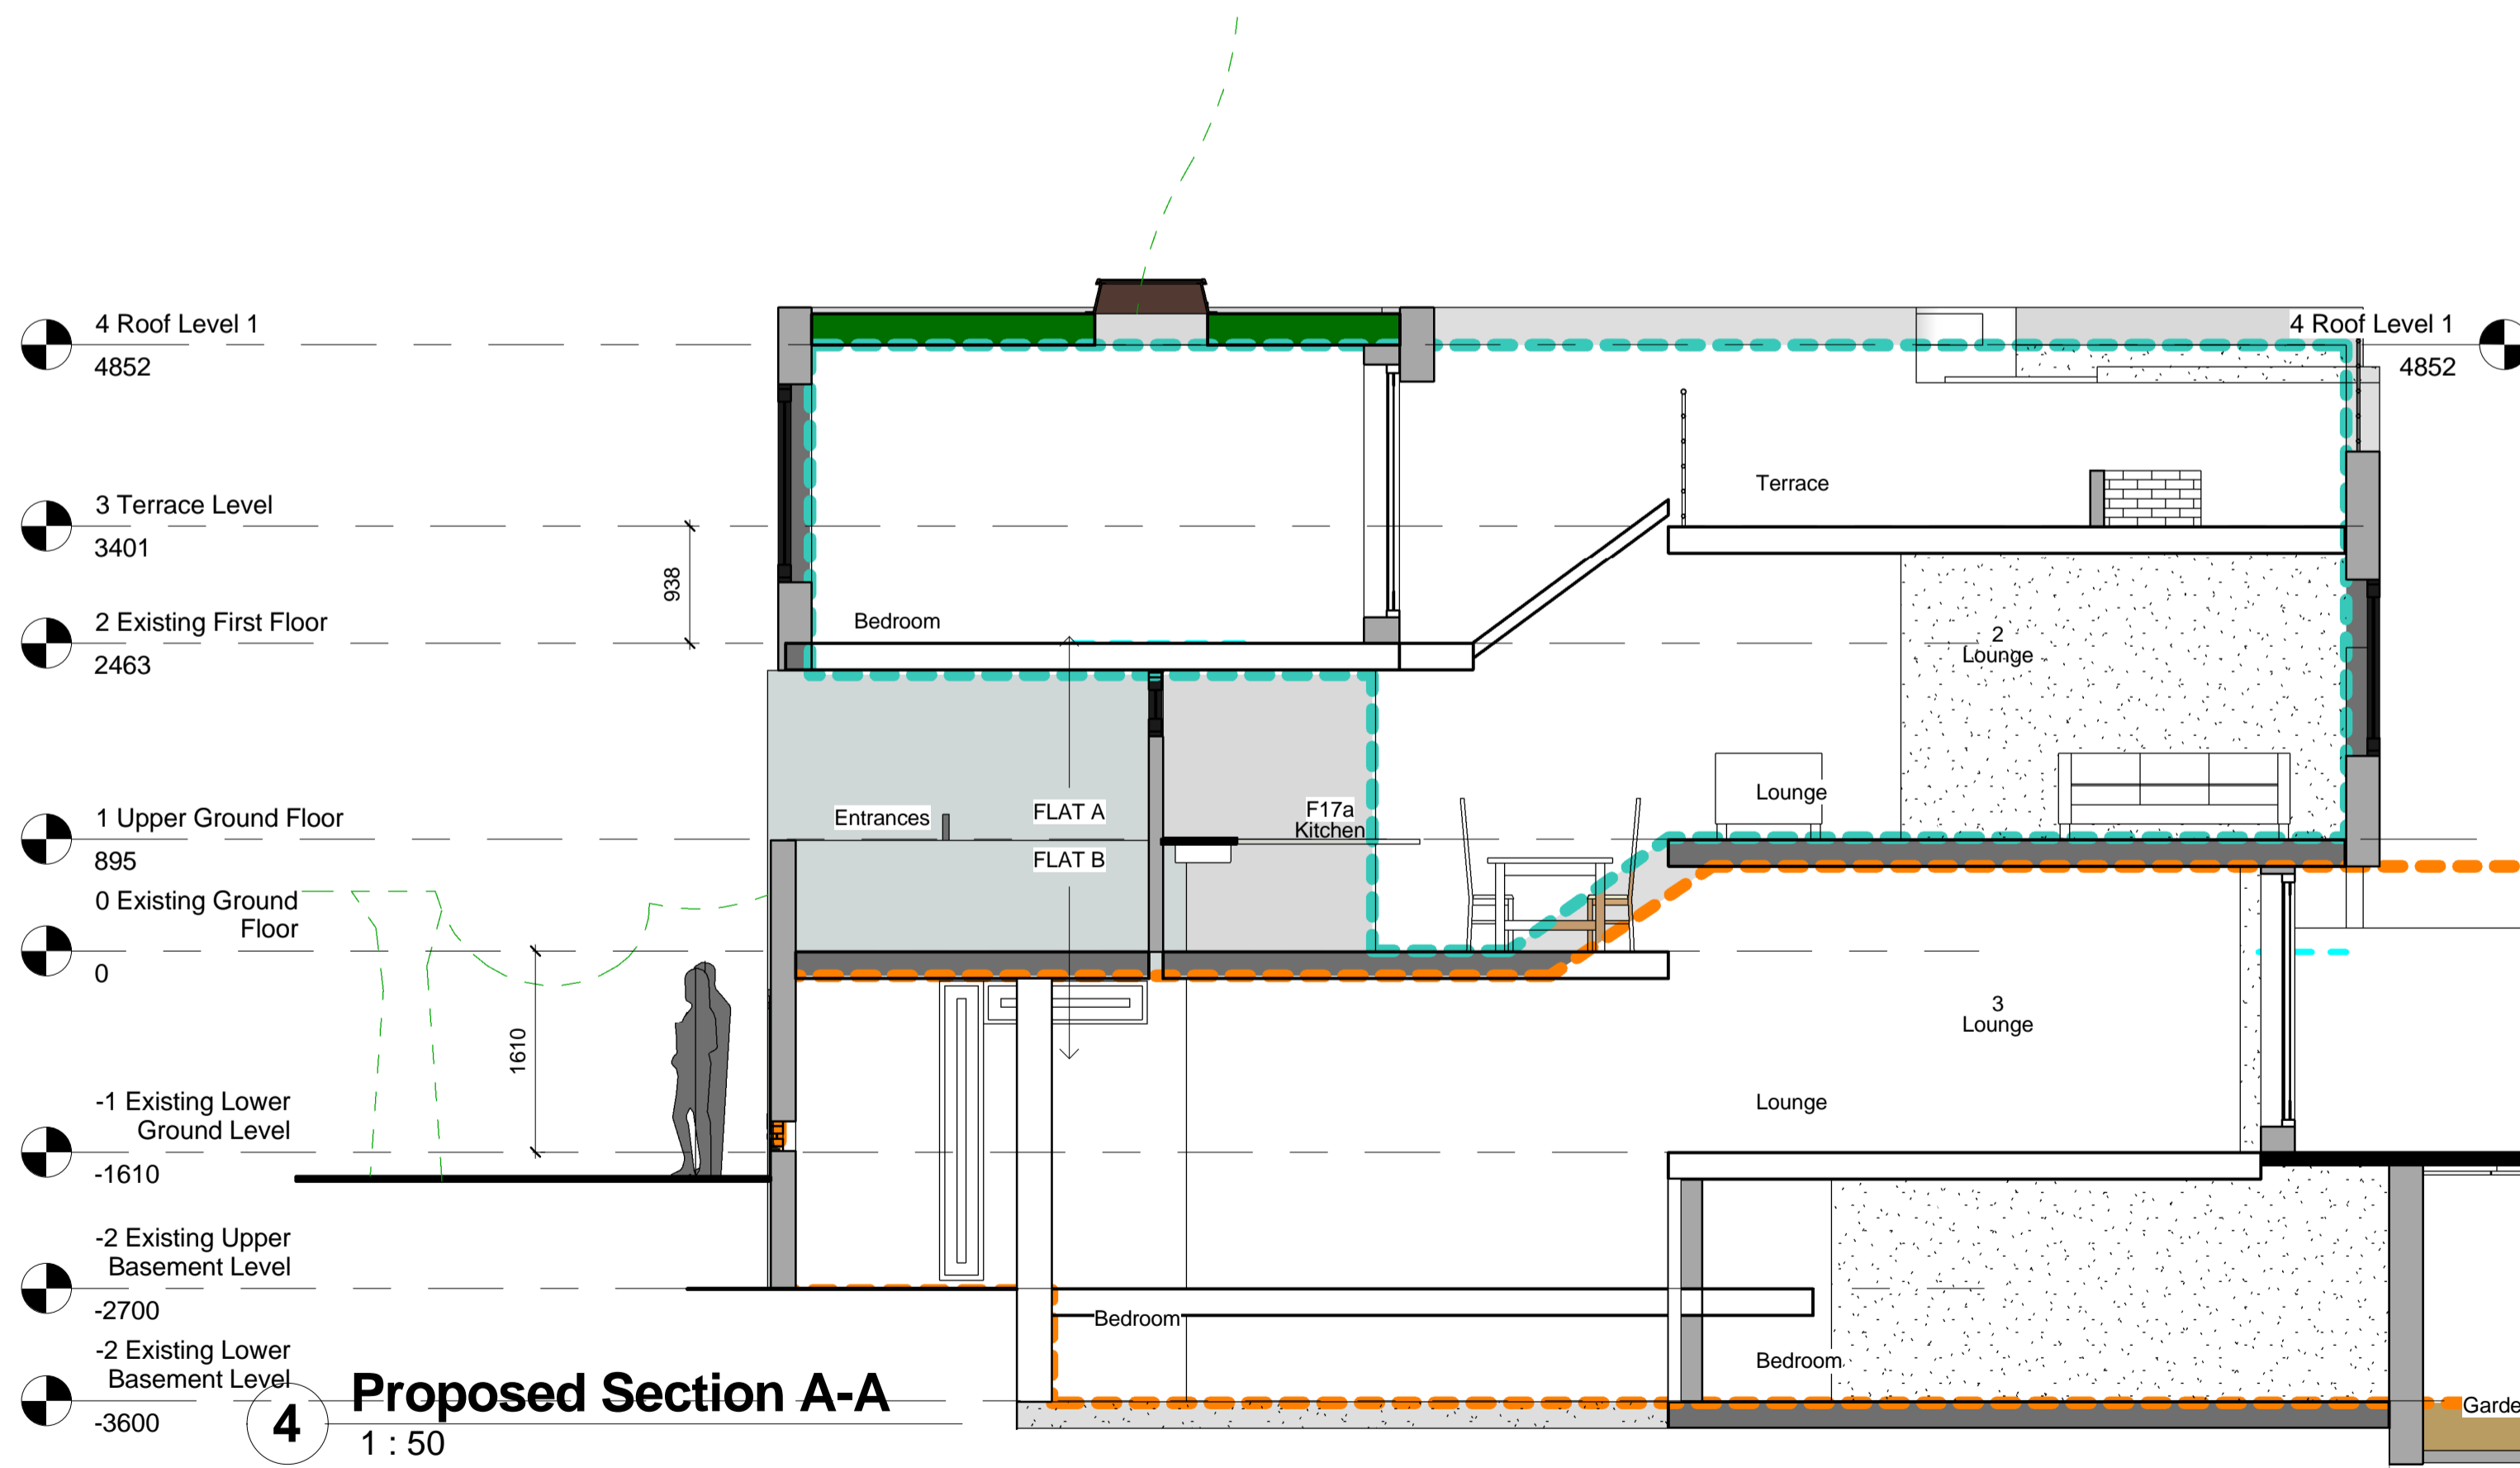 4 Roof Level 1
4852
4 Roof Level 1
4852
3 Terrace Level
3401
Terrace
938
2 Existing First Floor
2463
Bedroom
2
Lounge
1 Upper Ground Floor
895
Entrances
FLAT A
FLAT B
F17a
Kitchen
Lounge
0 Existing Ground
Floor
0
1610
3
Lounge
Lounge
-1 Existing Lower
Ground Level
-1610
-2 Existing Upper
Basement Level
-2700
Bedroom
-2 Existing Lower
Basement Level
-3600
Bedroom
Garde
4
Proposed Section A-A
1 : 50